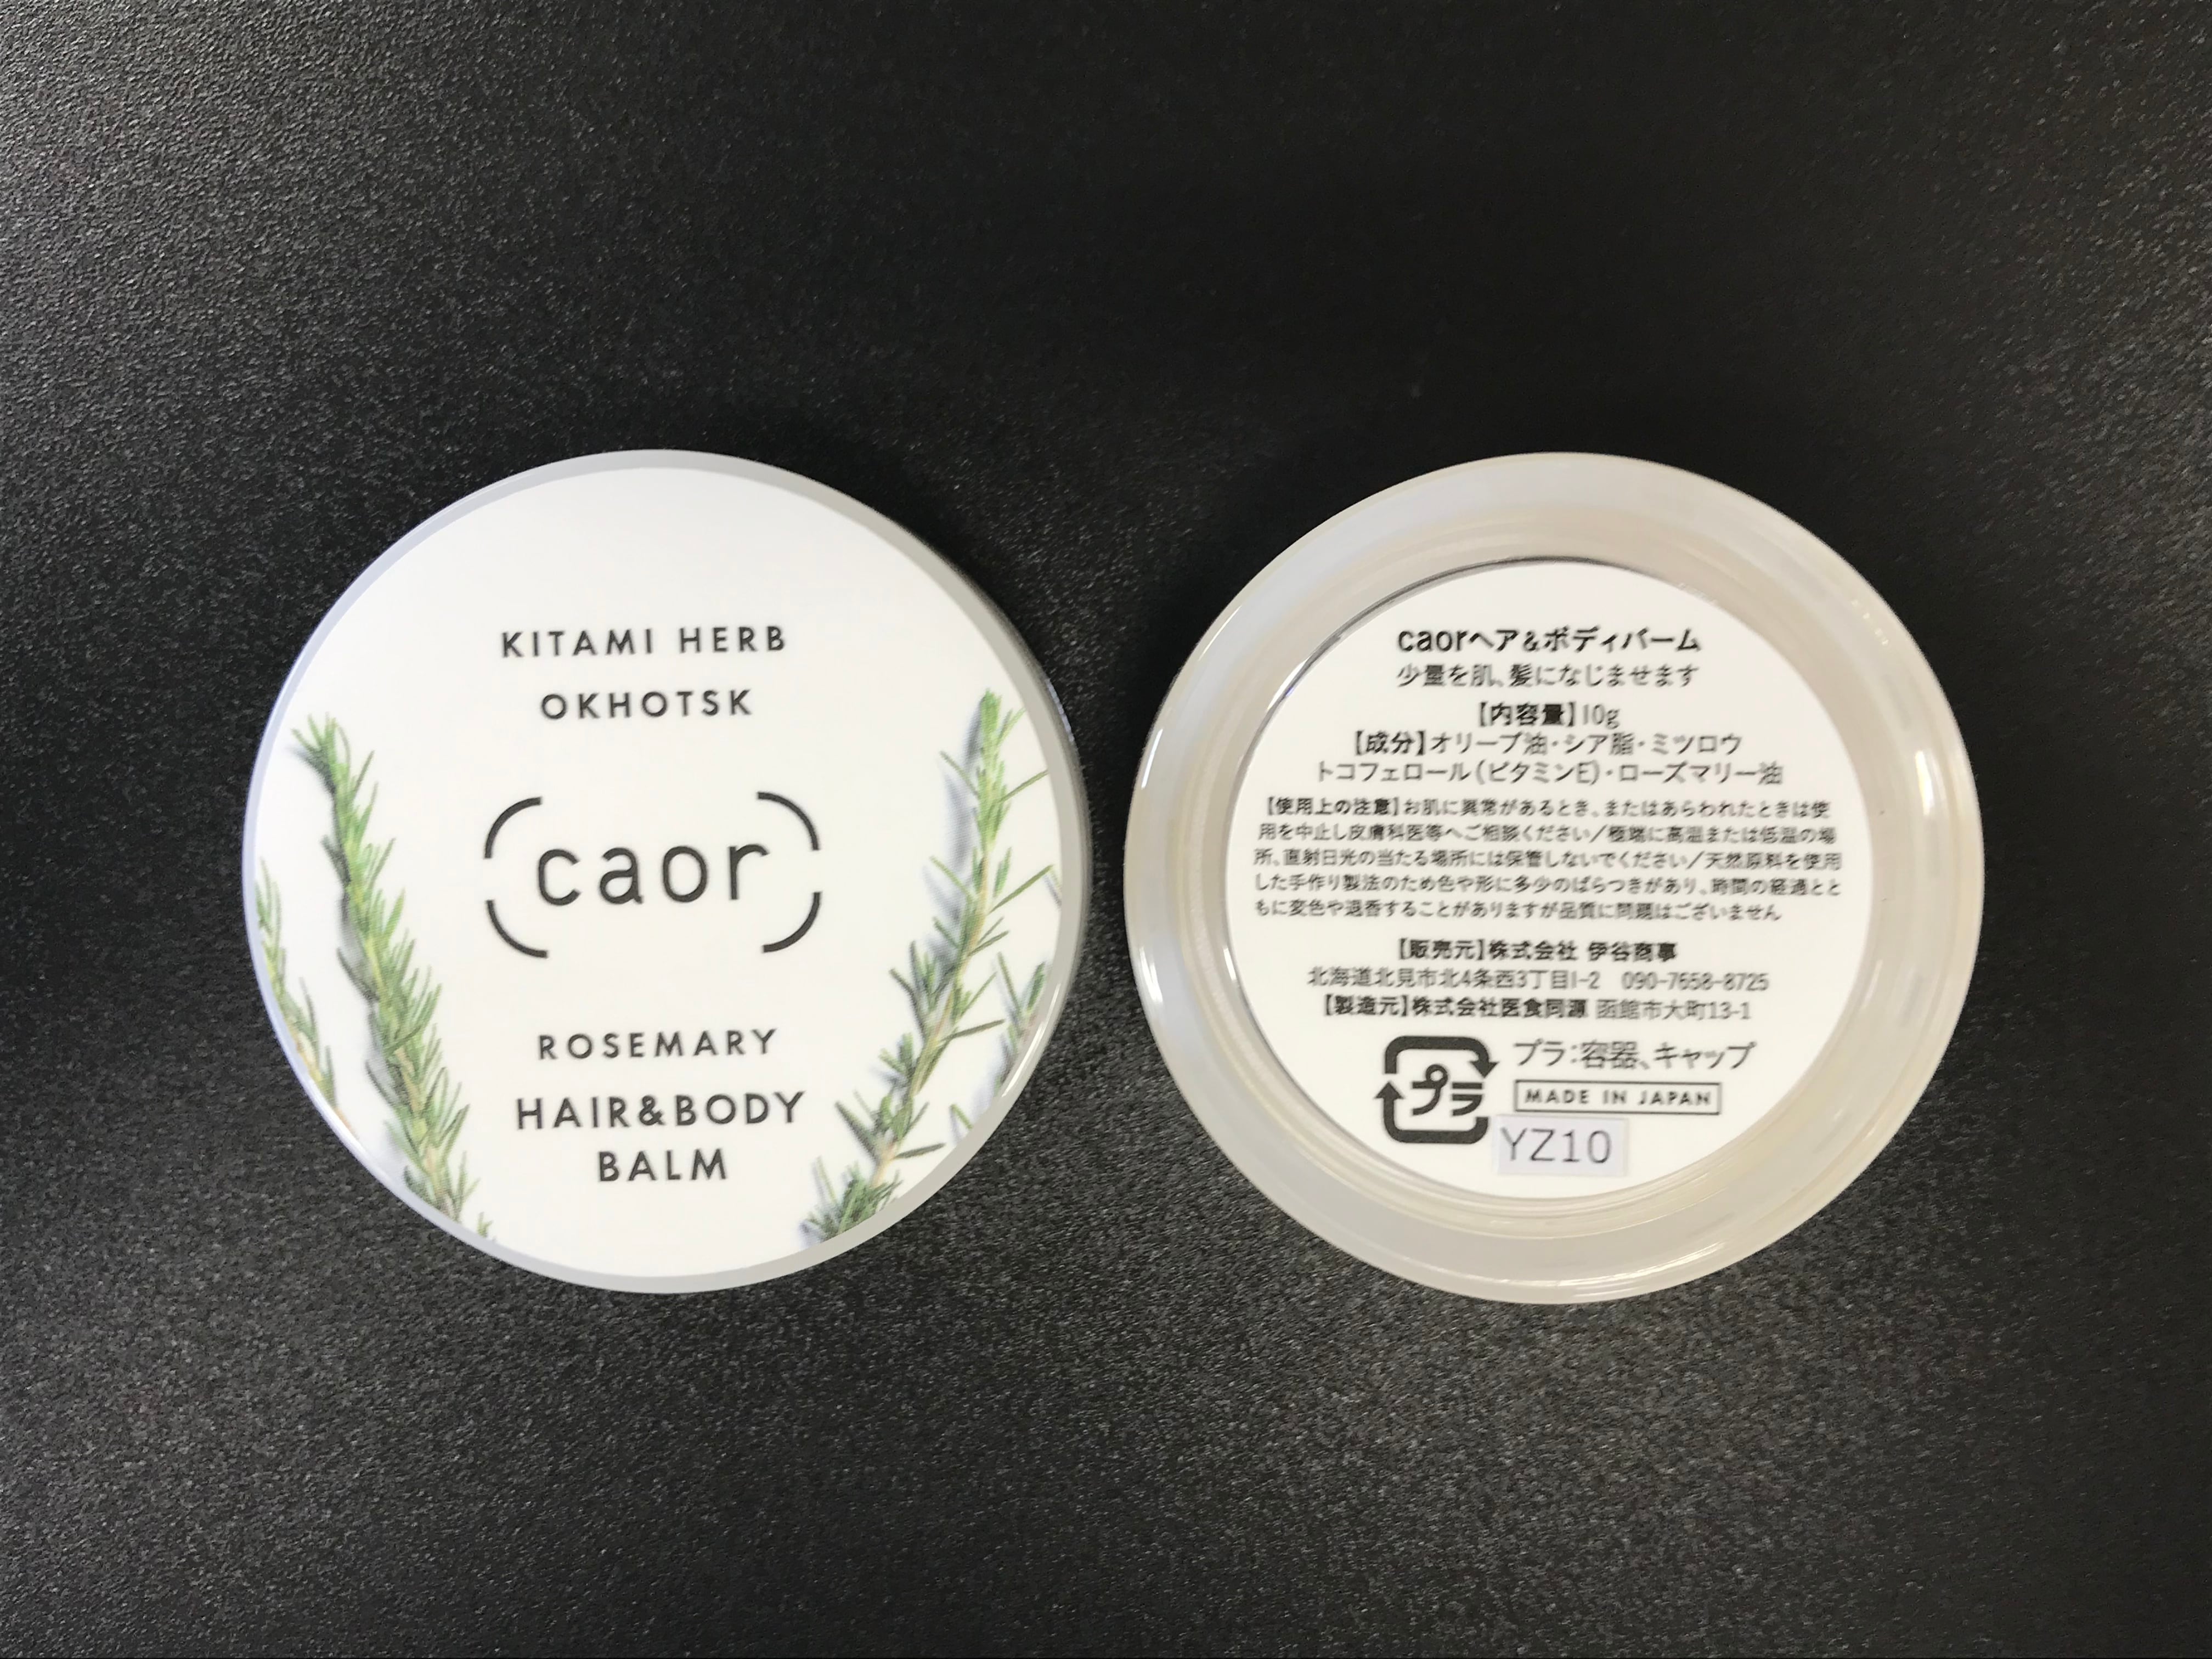 KITAMI HERB
OKHOTSK
caor
ROSEMARY
HAIR&BODY
BALM
caorヘア&ボディバーム
少量を肌、髪になじませます
【内容量】10g
【成分】オリーブ油・シア脂・ミツロウ
トコフェロール(ビタミンE)・ローズマリー油
【使用上の注意】お肌に異常があるとき、またはあらわれたときは使
用を中止し皮膚科医等へご相談ください/極端に高温または低温の場
所、直射日光の当たる場所には保管しないでください/天然原料を使用
した手作り製法のため色や形に多少のばらつきがあり、時間の経過とと
もに変色や退香することがありますが品質に問題はございません
【販売元】株式会社 伊谷商事
北海道北見市北4条西3丁目1-2 090-7658-8725
【製造元】株式会社医食同源 函館市大町13-1
プラ
プラ:容器、キャップ
MADE IN JAPAN
YZ10